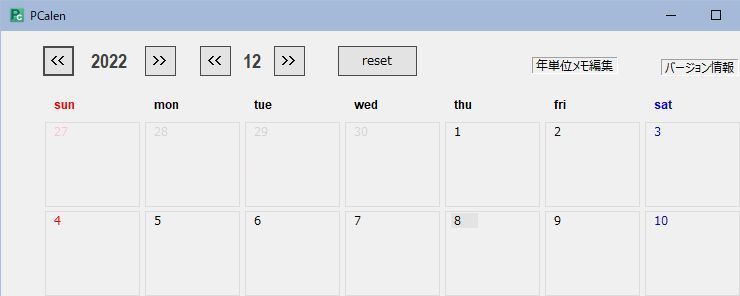 PCalen
<< 2022 >> << 12 >> reset 年単位メモ編集 バージョン情報
sun mon tue wed thu fri sat
27 28 29 30 1 2 3
4 5 6 7 8 9 10